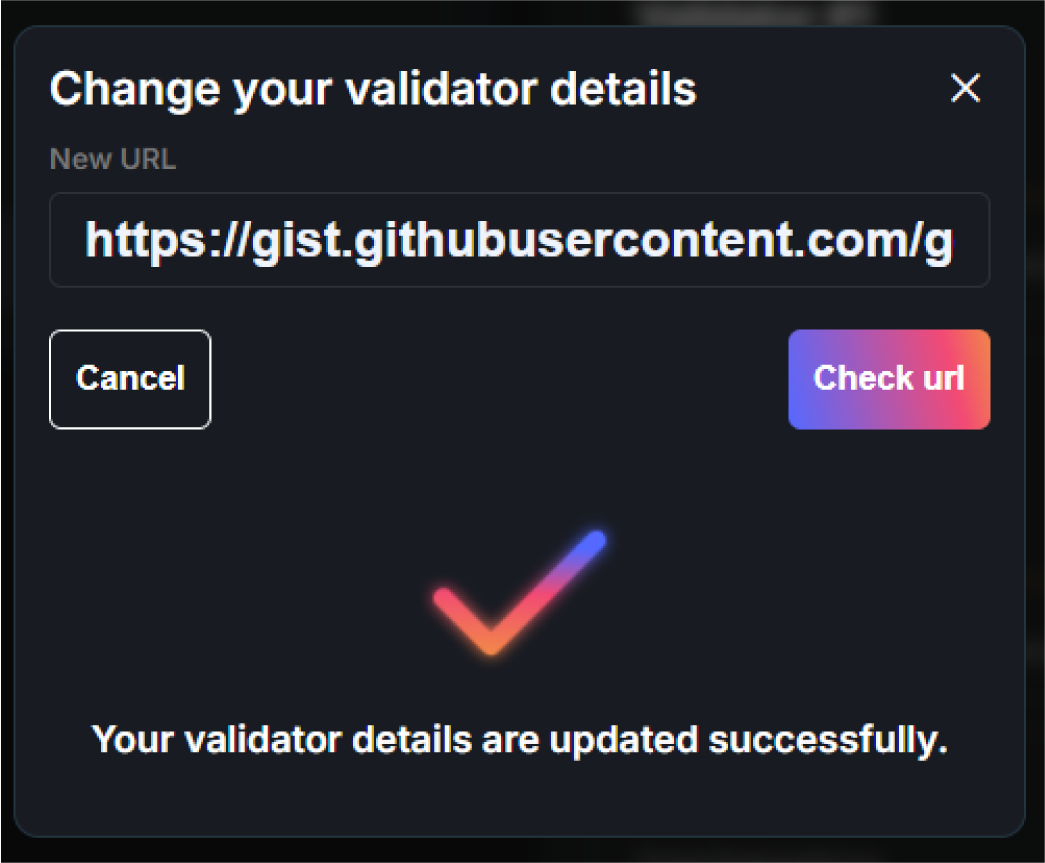 Change your validator details
New URL
https://gist.githubusercontent.com/g
Cancel
Check url
Your validator details are updated successfully.